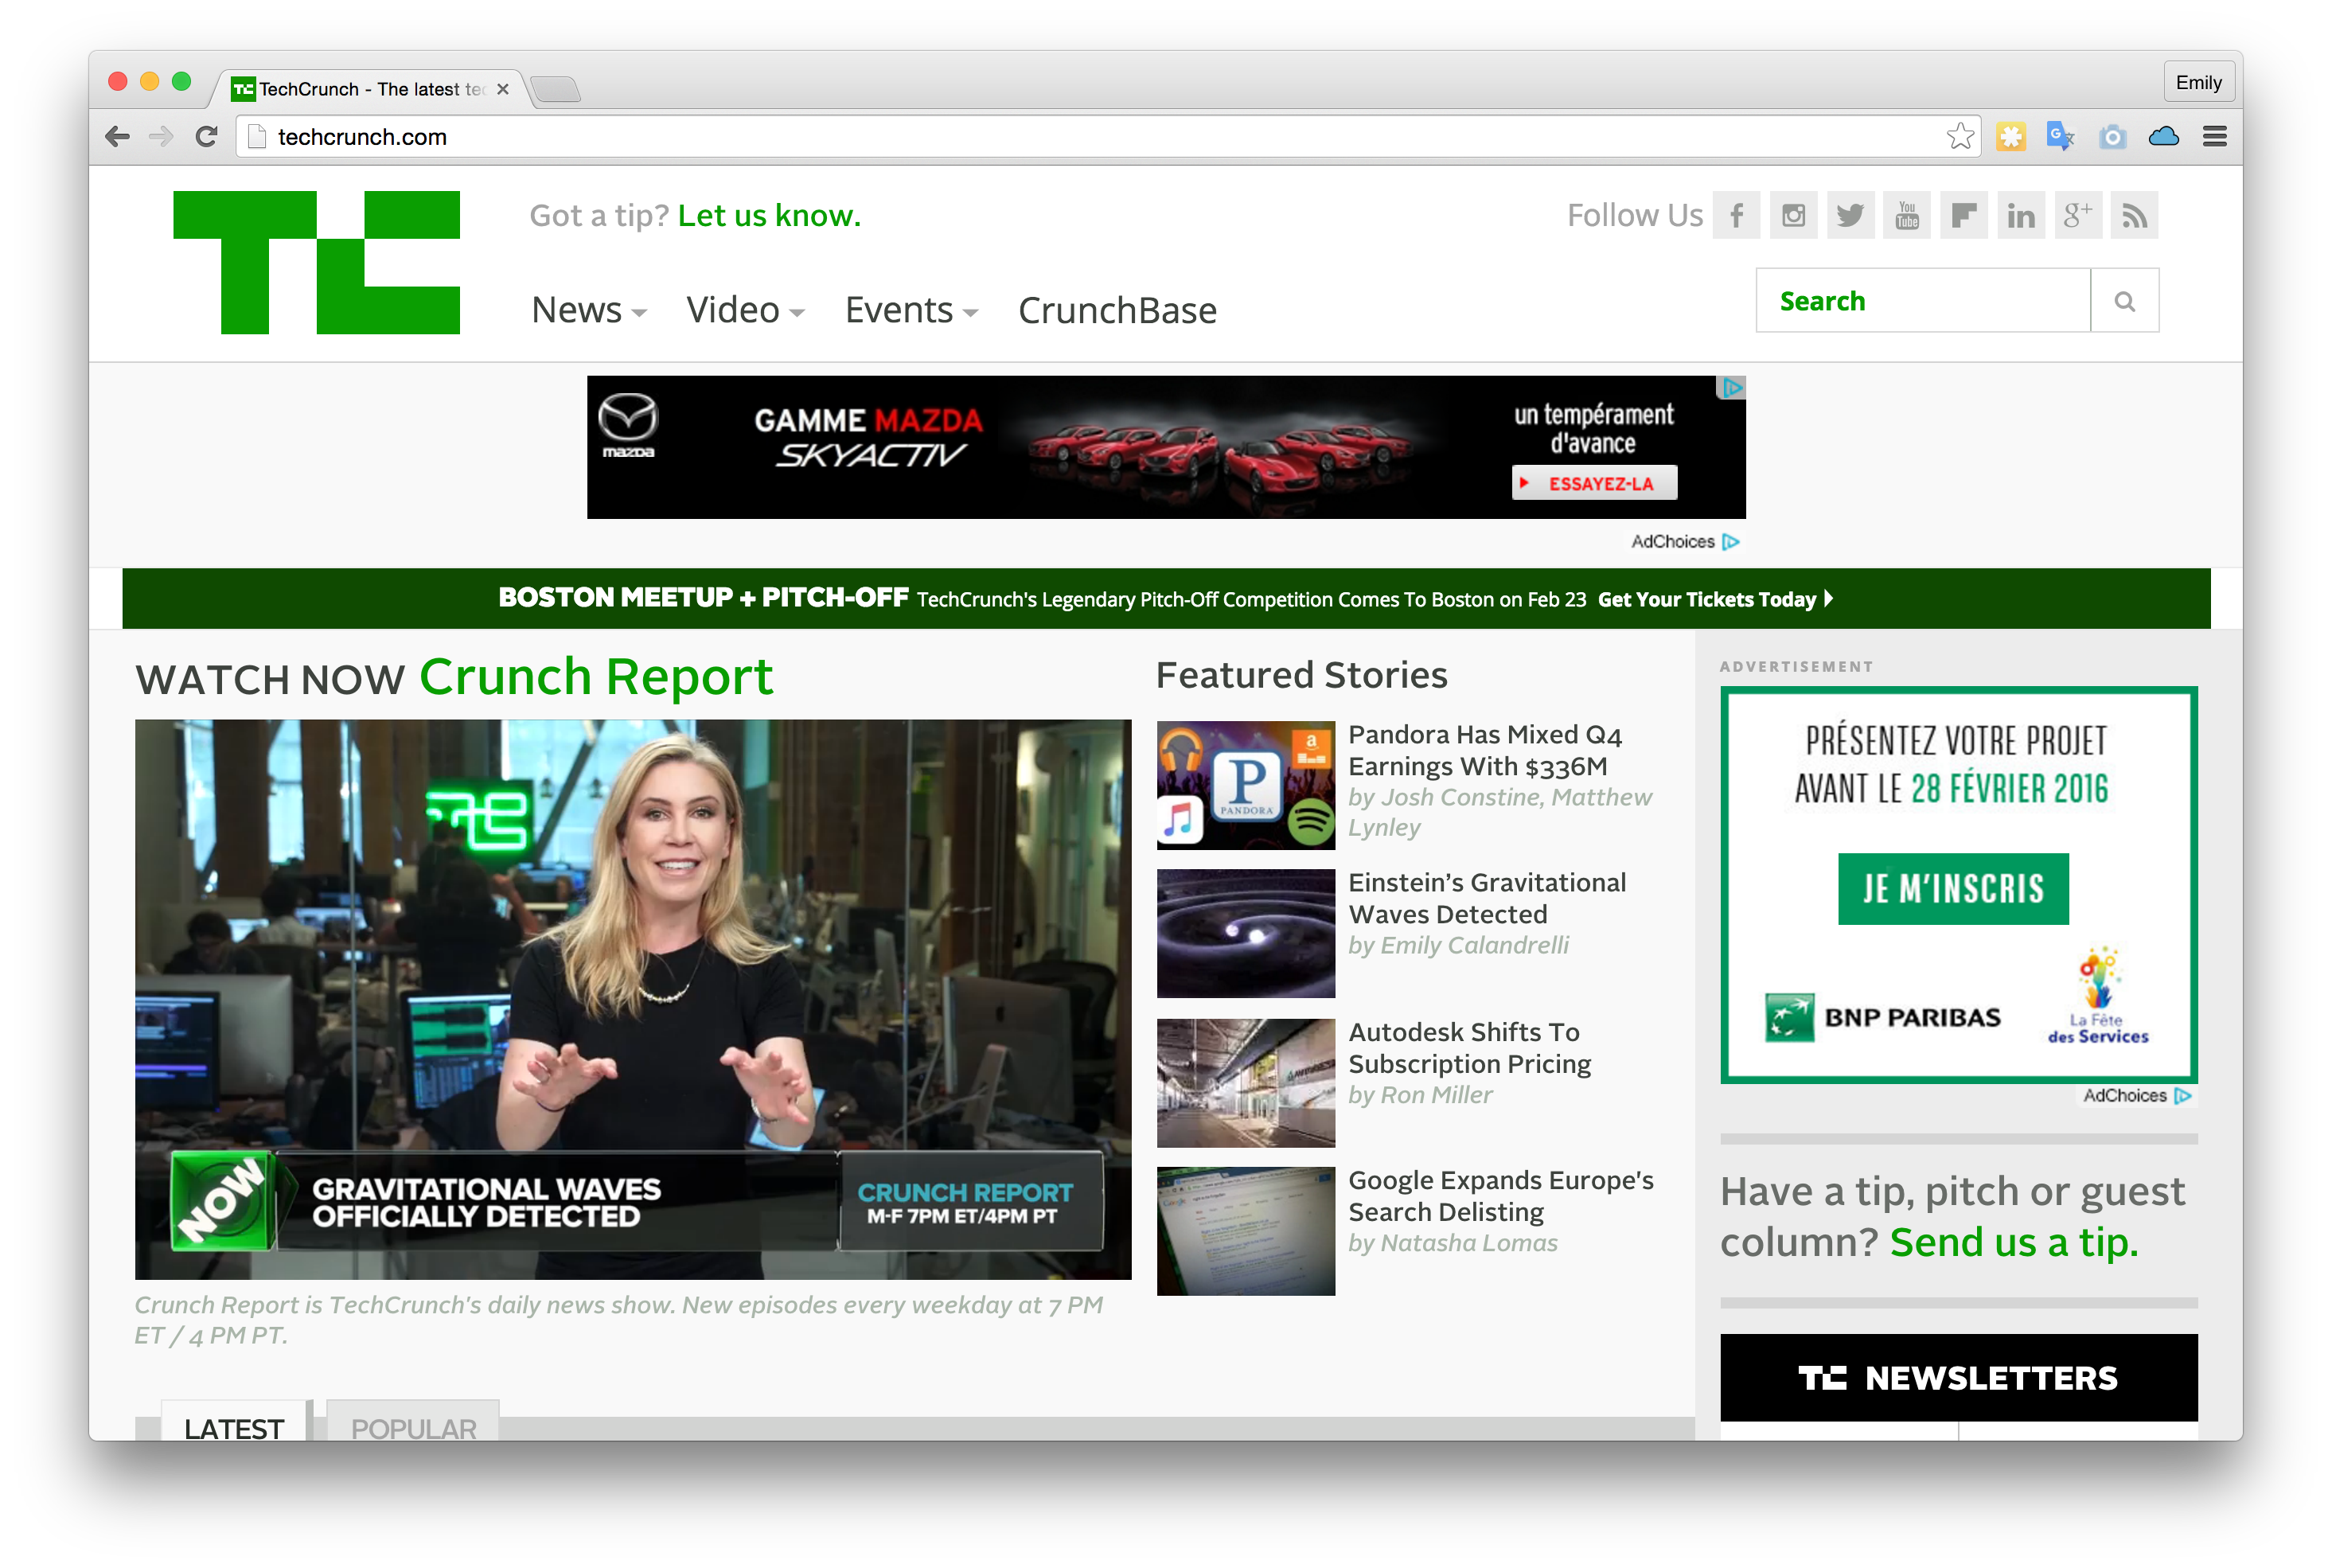 TechCrunch - The latest tec
Emily
techcrunch.com
Got a tip? Let us know.
Follow Us
You Tube
in
g+
News
Video
Events
CrunchBase
Search
mazda
GAMME MAZDA
SKYACTIV
un tempérament
d'avance
ESSAYEZ-LA
AdChoices
BOSTON MEETUP + PITCH-OFF TechCrunch's Legendary Pitch-Off Competition Comes To Boston on Feb 23 Get Your Tickets Today
WATCH NOW Crunch Report
NOW
GRAVITATIONAL WAVES
OFFICIALLY DETECTED
CRUNCH REPORT
M-F 7PM ET/4PM PT
Crunch Report is TechCrunch's daily news show. New episodes every weekday at 7 PM
ET / 4 PM PT.
Featured Stories
PANDORA
Pandora Has Mixed Q4
Earnings With $336M
by Josh Constine, Matthew
Lynley
Einstein’s Gravitational
Waves Detected
by Emily Calandrelli
Autodesk Shifts To
Subscription Pricing
by Ron Miller
Google Expands Europe's
Search Delisting
by Natasha Lomas
ADVERTISEMENT
PRÉSENTEZ VOTRE PROJET
AVANT LE 28 FÉVRIER 2016
JE M'INSCRIS
BNP PARIBAS
La Fête
des Services
AdChoices
Have a tip, pitch or guest
column? Send us a tip.
TC NEWSLETTERS
LATEST
POPULAR